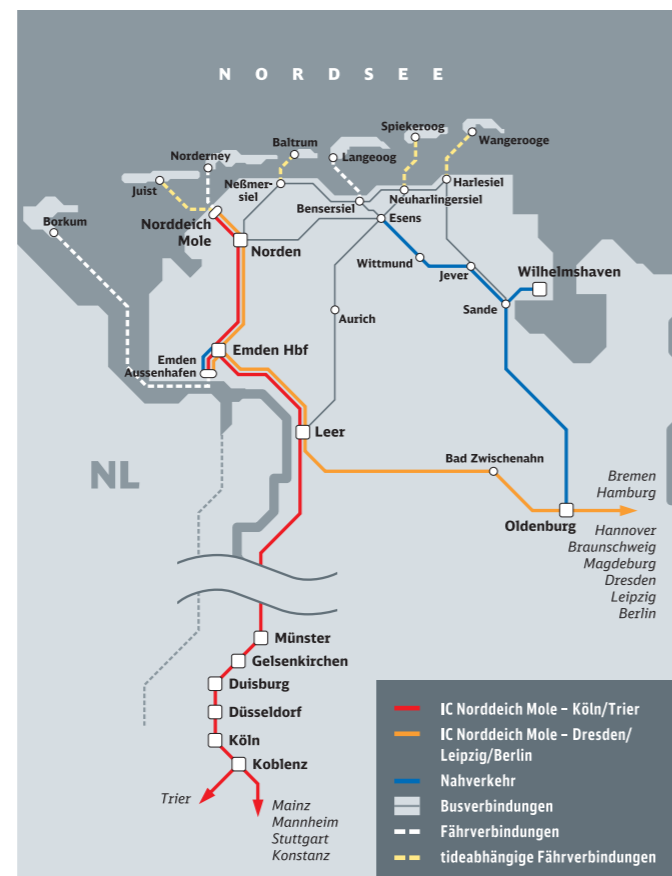 NORDSEE
Spiekeroog
Wangerooge
Baltrum
Norderney
Langeoog
Juist
Neßmer-
siel
Harlesiel
Neuharlingersiel
Bensersiel
Borkum
Norddeich
Mole
Esens
Norden
Wittmund
Jever
Wilhelmshaven
Sande
Aurich
Emden Hbf
Emden
Aussenhafen
Leer
NL
Bad Zwischenahn
Bremen
Hamburg
Oldenburg
Hannover
Braunschweig
Magdeburg
Dresden
Leipzig
Berlin
Münster
Gelsenkirchen
Duisburg
Düsseldorf
Köln
Koblenz
Trier
Mainz
Mannheim
Stuttgart
Konstanz
IC Norddeich Mole – Köln/Trier
IC Norddeich Mole – Dresden/
Leipzig/Berlin
Nahverkehr
Busverbindungen
Fährverbindungen
tideabhängige Fährverbindungen